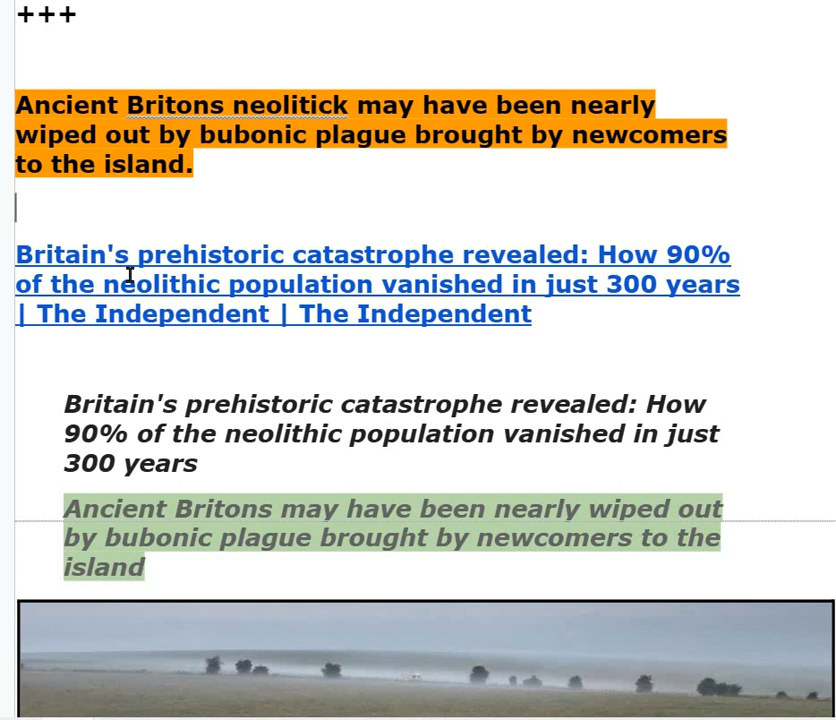 +++
Ancient Britons neolitick may have been nearly
wiped out by bubonic plague brought by newcomers
to the island.
Britain's prehistoric catastrophe revealed: How 90%
of the neolithic population vanished in just 300 years
| The Independent | The Independent
Britain's prehistoric catastrophe revealed: How
90% of the neolithic population vanished in just
300 years
Ancient Britons may have been nearly wiped out
by bubonic plague brought by newcomers to the
island